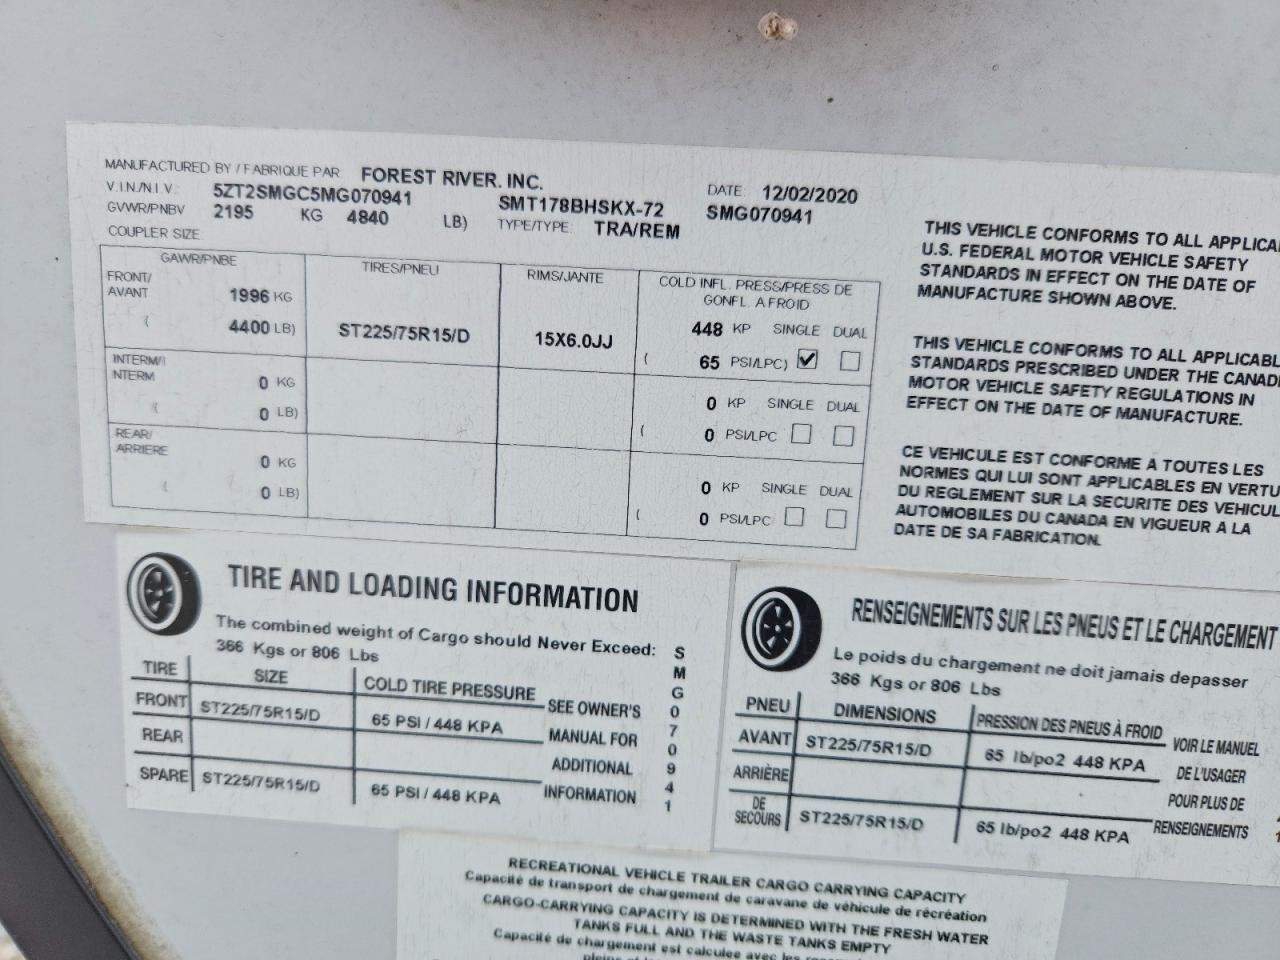 MANUFACTURED BY / FABRIQUE PAR FOREST RIVER, INC.
V.I.N./N.I.V.: 5ZT2SMGC5MG070941 SMT178BHSKX-72 DATE: 12/02/2020
GVWR/PNBV 2195 KG 4840 LB) TYPE/TYPE: TRA/REM SMG070941
COUPLER SIZE:
GAWR/PNBE TIRES/PNEU RIMS/JANTE COLD INFL. PRESS/PRESS DE
GONFL. A FROID
FRONT/
AVANT 1996 KG 448 KP SINGLE DUAL
( 4400 LB) ST225/75R15/D 15X6.0JJ ( 65 PSI/LPC)
INTERM/I
NTERM 0 KG 0 KP SINGLE DUAL
( 0 LB) ( 0 PSI/LPC
REAR/
ARRIERE 0 KG 0 KP SINGLE DUAL
( 0 LB) ( 0 PSI/LPC
THIS VEHICLE CONFORMS TO ALL
U.S. FEDERAL MOTOR VEHICLE SAFETY
STANDARDS IN EFFECT ON THE DATE OF
MANUFACTURE SHOWN ABOVE.
THIS VEHICLE CONFORMS TO ALL
STANDARDS PRESCRIBED UNDER THE
MOTOR VEHICLE SAFETY REGULATIONS IN
EFFECT ON THE DATE OF MANUFACTURE.
CE VEHICULE EST CONFORME A TOUTES LES
NORMES QUI LUI SONT APPLICABLES EN VERTU
DU REGLEMENT SUR LA SECURITE DES
AUTOMOBILES DU CANADA EN VIGUEUR A LA
DATE DE SA FABRICATION.
TIRE AND LOADING INFORMATION
The combined weight of Cargo should Never Exceed:
366 Kgs or 806 Lbs
TIRE SIZE COLD TIRE PRESSURE
FRONT ST225/75R15/D 65 PSI / 448 KPA
REAR
SPARE ST225/75R15/D 65 PSI / 448 KPA
SEE OWNER'S
MANUAL FOR
ADDITIONAL
INFORMATION
SMG070941
RENSEIGNEMENTS SUR LES PNEUS ET LE CHARGEMENT
Le poids du chargement ne doit jamais depasser
366 Kgs or 806 Lbs
PNEU DIMENSIONS PRESSION DES PNEUS À FROID
AVANT ST225/75R15/D 65 lb/po2 448 KPA
ARRIÈRE
DE
SECOURS ST225/75R15/D 65 lb/po2 448 KPA
VOIR LE MANUEL
DE L'USAGER
POUR PLUS DE
RENSEIGNEMENTS
RECREATIONAL VEHICLE TRAILER CARGO CARRYING CAPACITY
Capacité de transport de chargement de caravane de véhicule de récréation
CARGO-CARRYING CAPACITY IS DETERMINED WITH THE FRESH WATER
TANKS FULL AND THE WASTE TANKS EMPTY
Capacité de chargement est calculee avec les